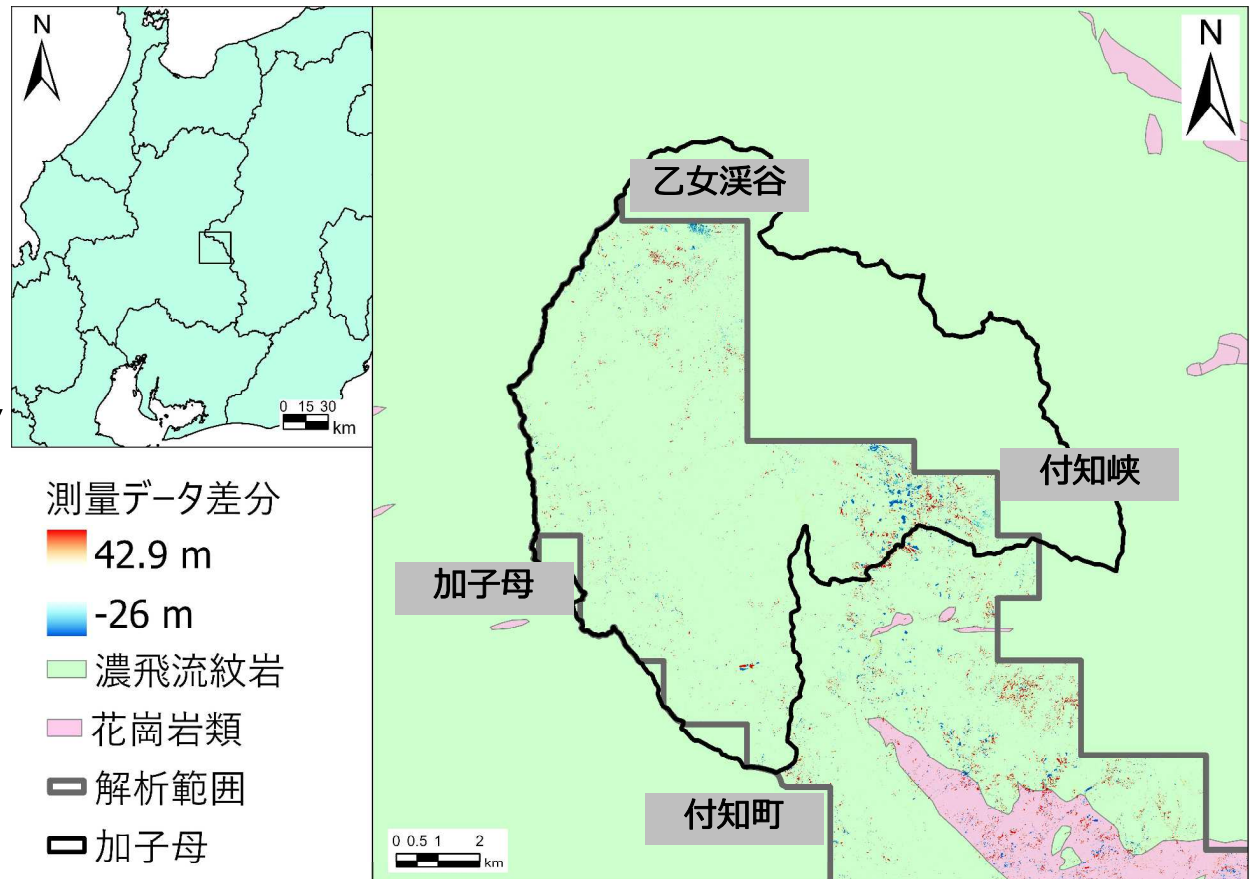 N
0 15 30
km
測量データ差分
42.9 m
-26 m
濃飛流紋岩
花崗岩類
解析範囲
加子母
N
乙女渓谷
付知峡
加子母
付知町
0 0.5 1 2
km